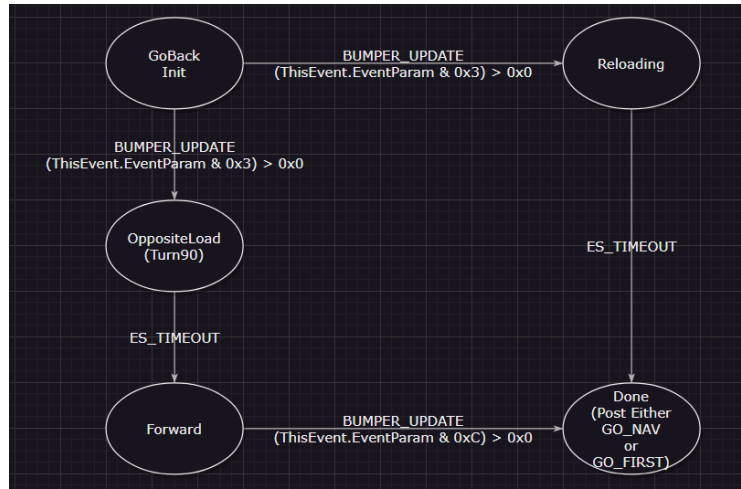 GoBack
Init
BUMPER_UPDATE
(ThisEvent.EventParam & 0x3) > 0x0
Reloading
BUMPER_UPDATE
(ThisEvent.EventParam & 0x3) > 0x0
OppositeLoad
(Turn90)
ES_TIMEOUT
ES_TIMEOUT
Forward
BUMPER_UPDATE
(ThisEvent.EventParam & 0xC) > 0x0
Done
(Post Either
GO_NAV
or
GO_FIRST)